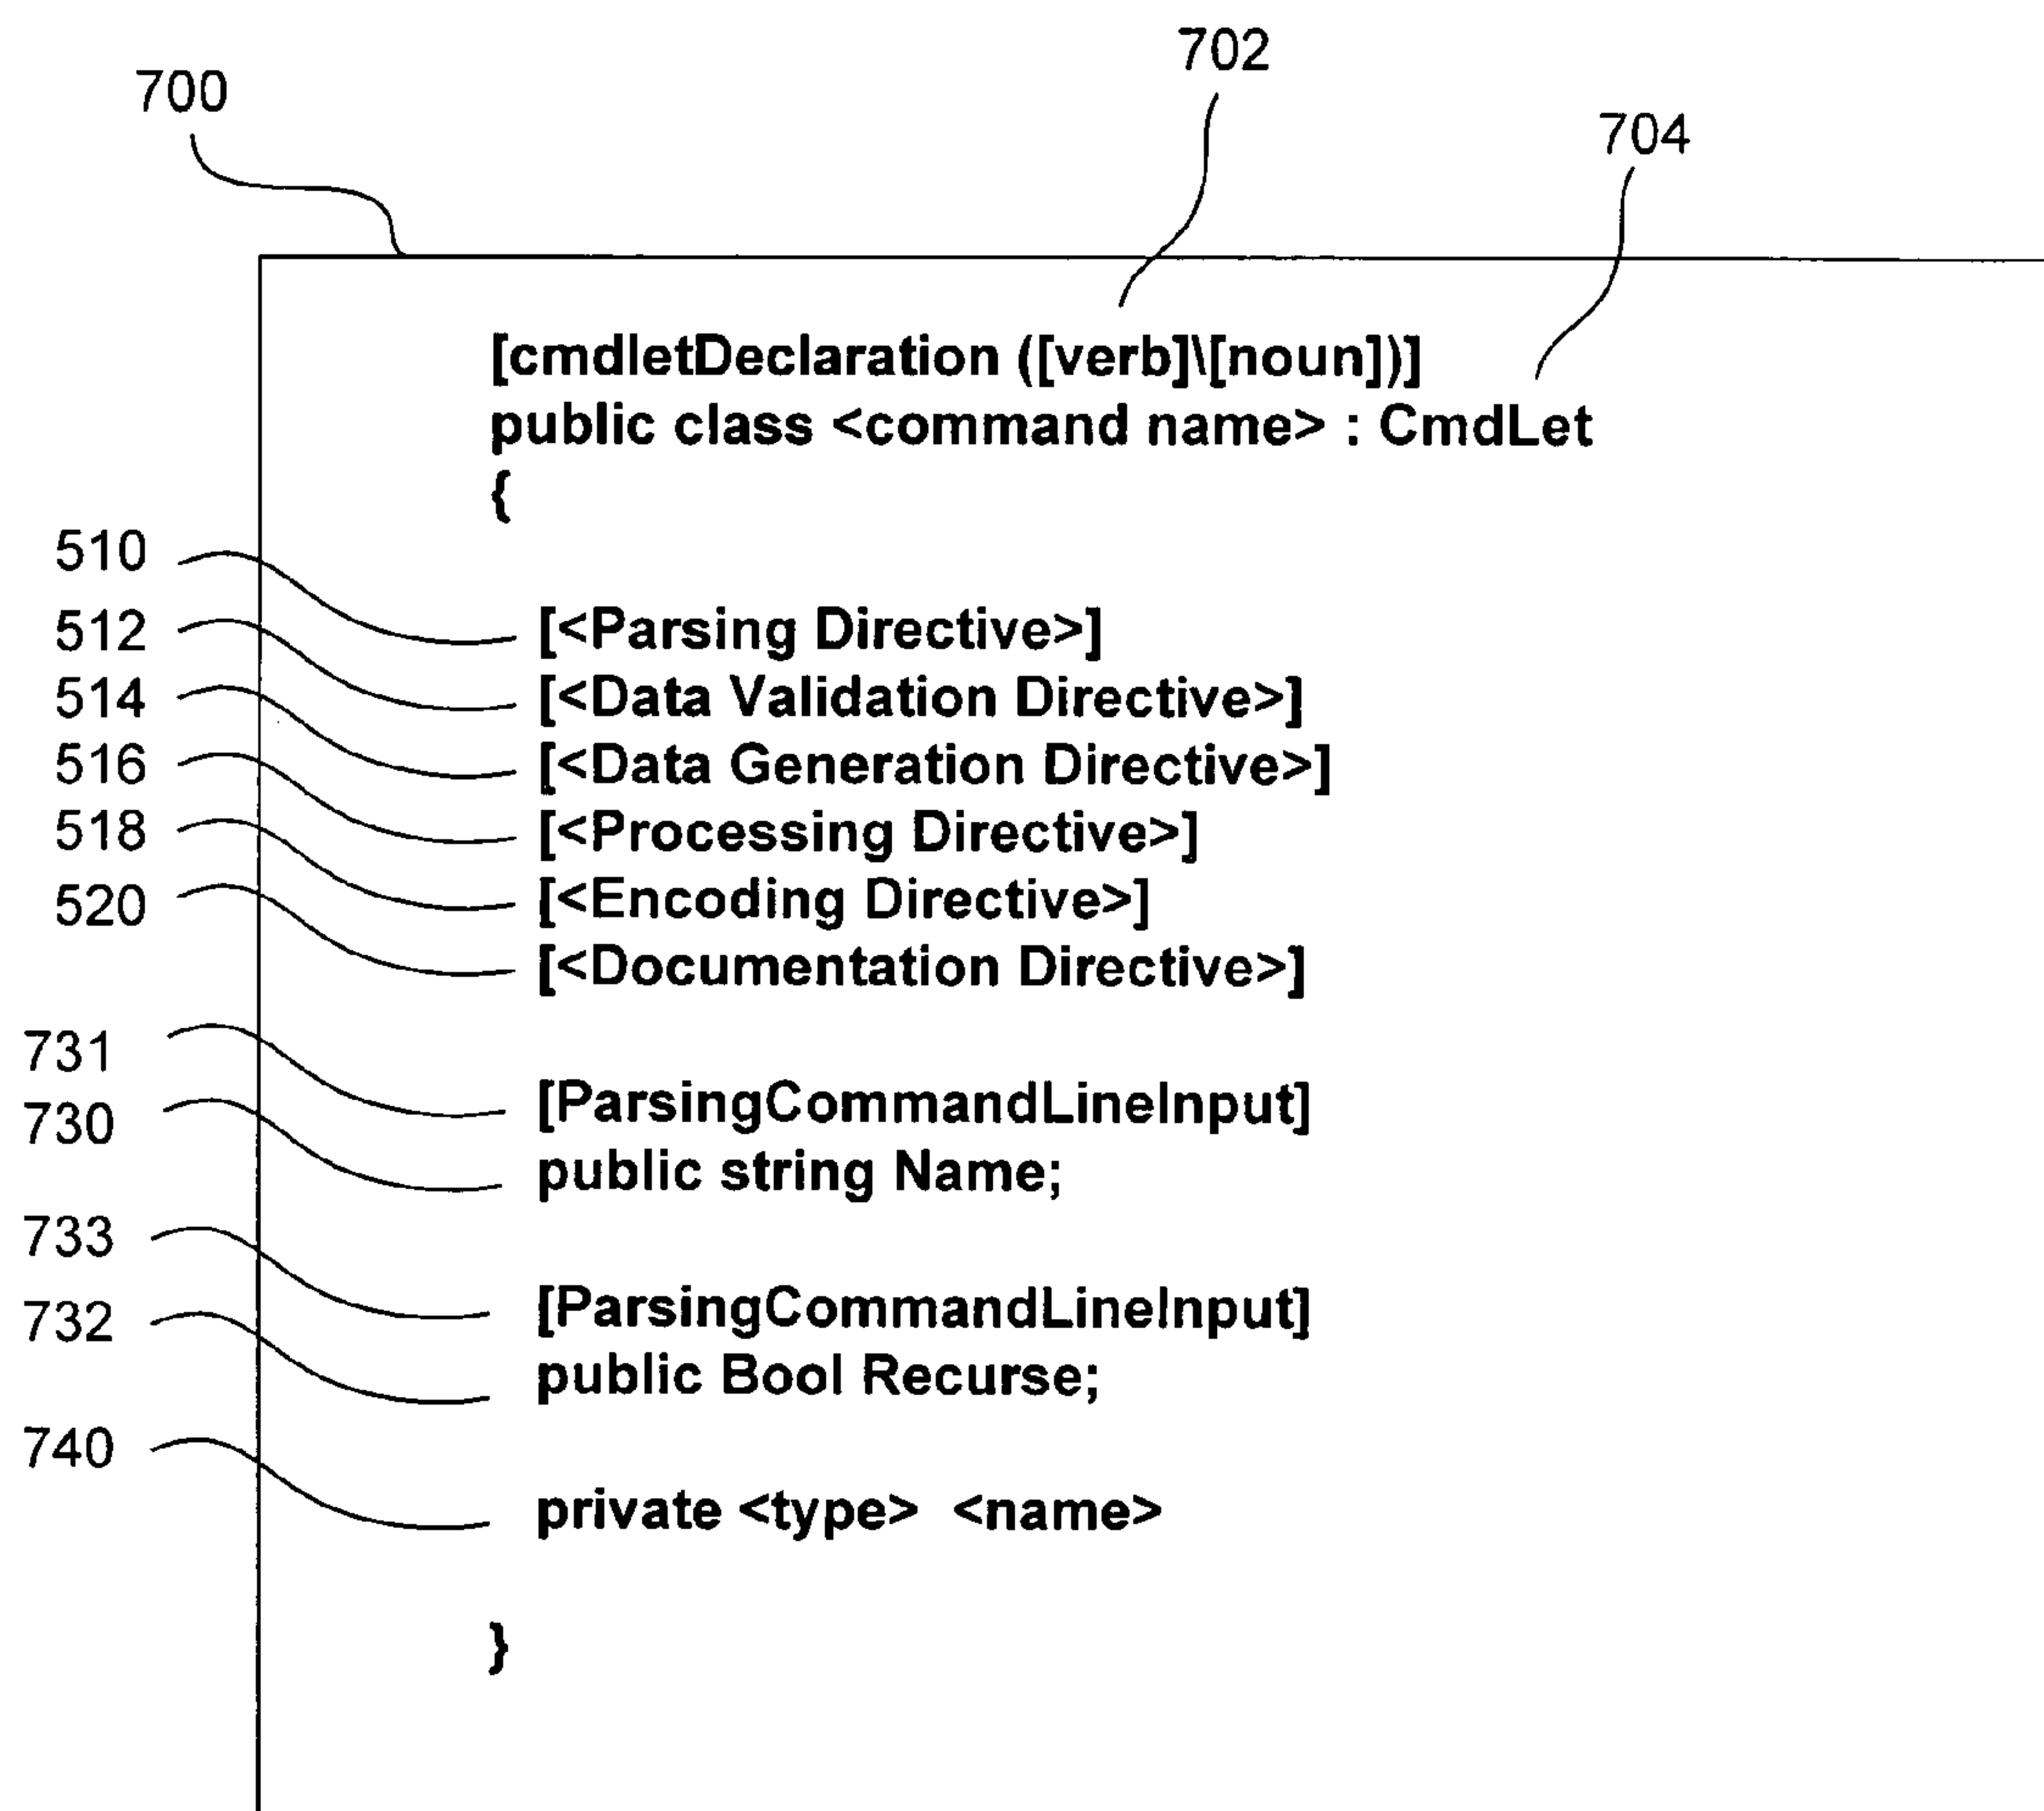 702
700
704
[cmdletDeclaration ([verb]\[noun])]
public class <command name> : CmdLet
{
510
[<Parsing Directive>]
512
[<Data Validation Directive>]
514
[<Data Generation Directive>]
516
[<Processing Directive>]
518
[<Encoding Directive>]
520
[<Documentation Directive>]
731
[ParsingCommandLineInput]
730
public string Name;
733
[ParsingCommandLineInput]
732
public Bool Recurse;
740
private <type> <name>
}